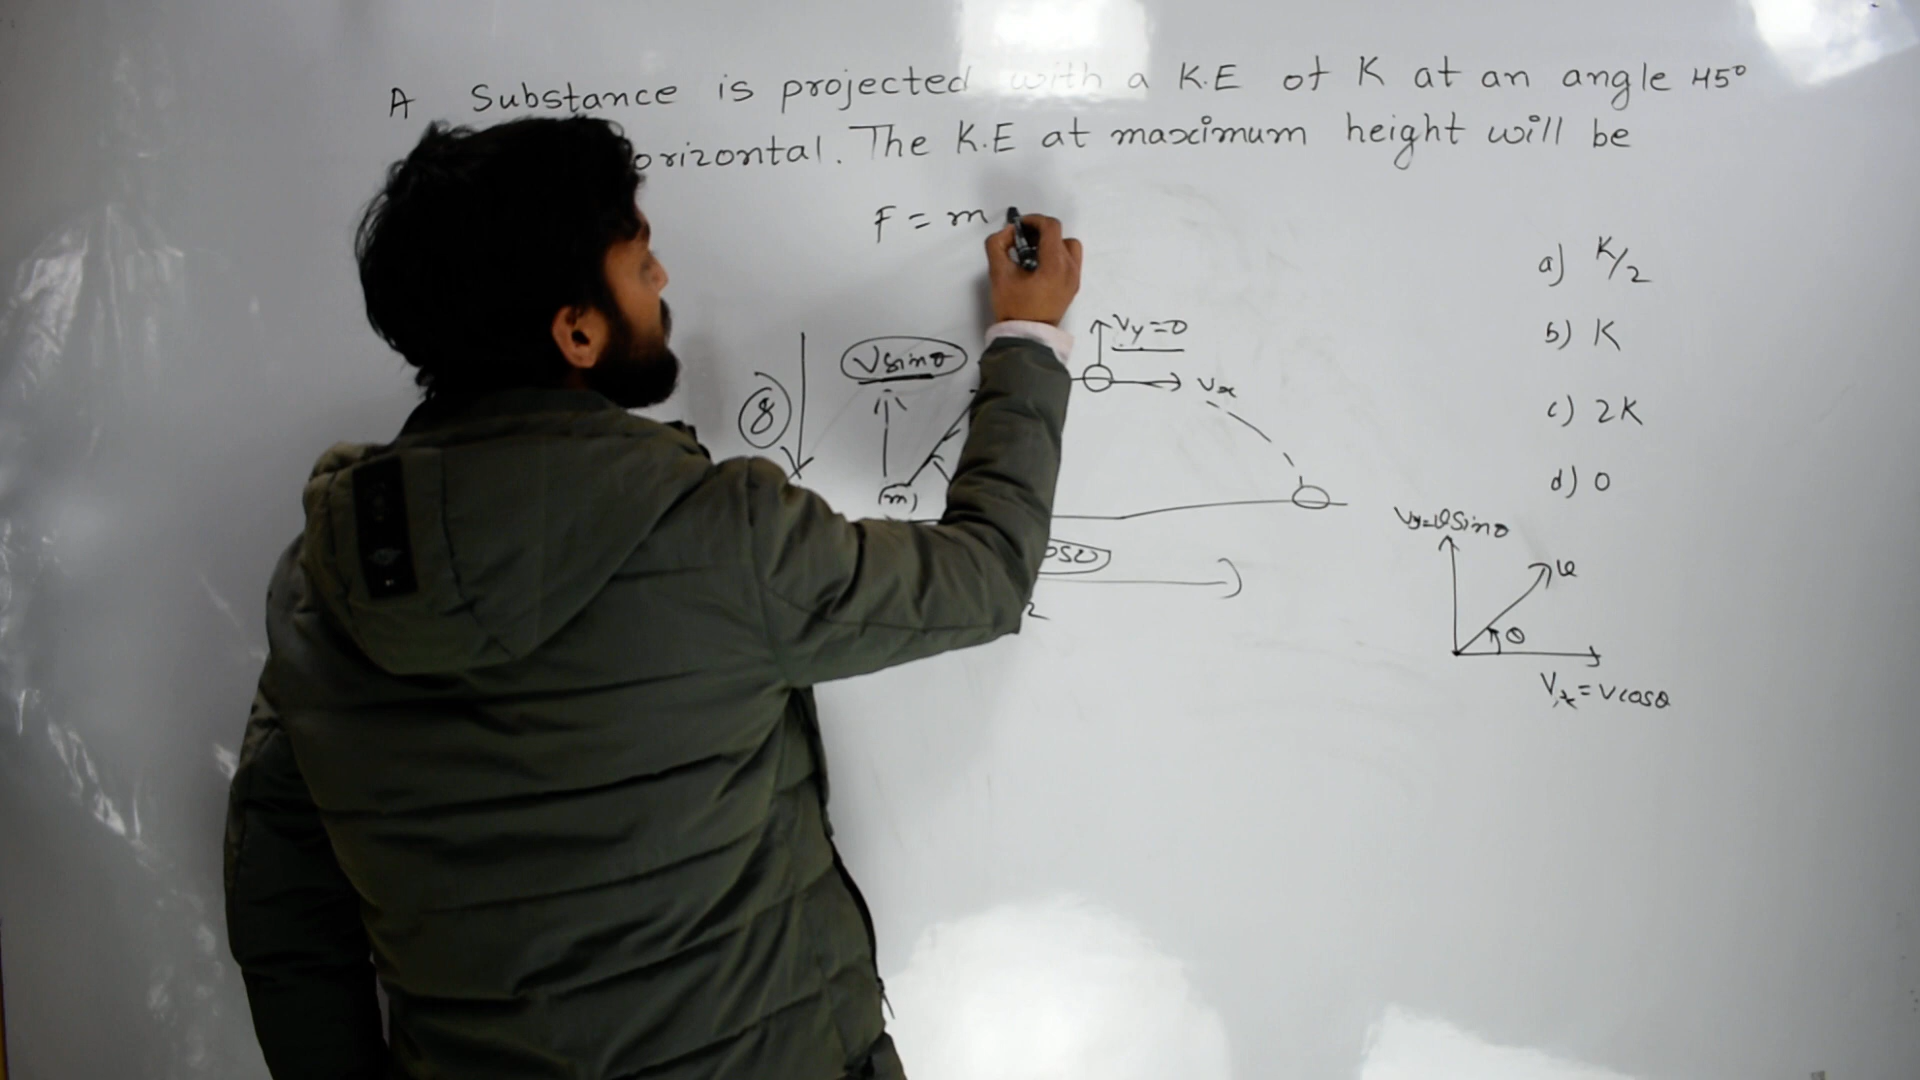 A Substance is projected with a K.E of K at an angle 45°
orizontal. The K.E at maximum height will be
F = m
a) K/2
b) K
c) 2K
d) 0
Vy=0
Vsinθ
Vx
g
(m)
osθ
Vy=vSinθ
v
θ
Vx=vcosθ